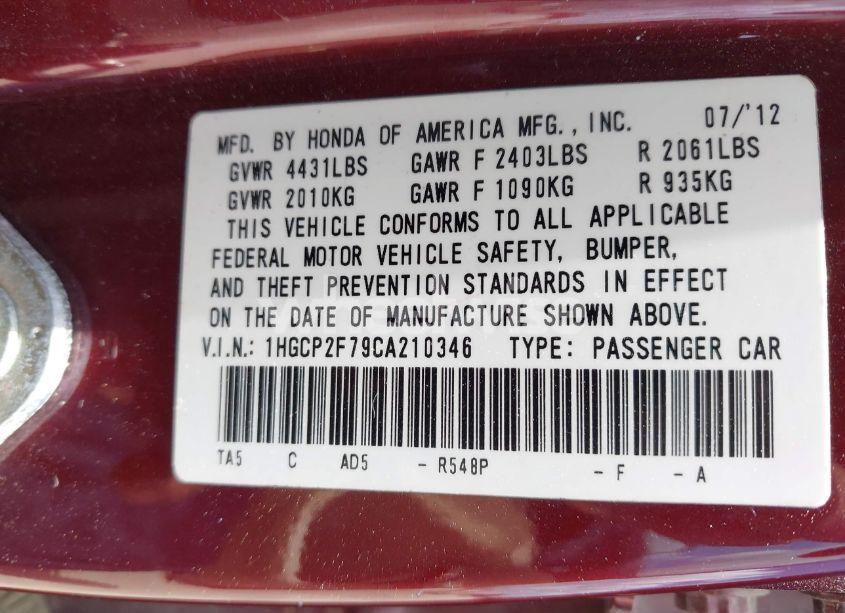 MFD. BY HONDA OF AMERICA MFG., INC. 07/'12
GVWR 4431LBS GAWR F 2403LBS R 2061LBS
GVWR 2010KG GAWR F 1090KG R 935KG
THIS VEHICLE CONFORMS TO ALL APPLICABLE
FEDERAL MOTOR VEHICLE SAFETY, BUMPER,
AND THEFT PREVENTION STANDARDS IN EFFECT
ON THE DATE OF MANUFACTURE SHOWN ABOVE.
V.I.N.: 1HGCP2F79CA210346 TYPE: PASSENGER CAR
TA5 C AD5 - R548P - F - A